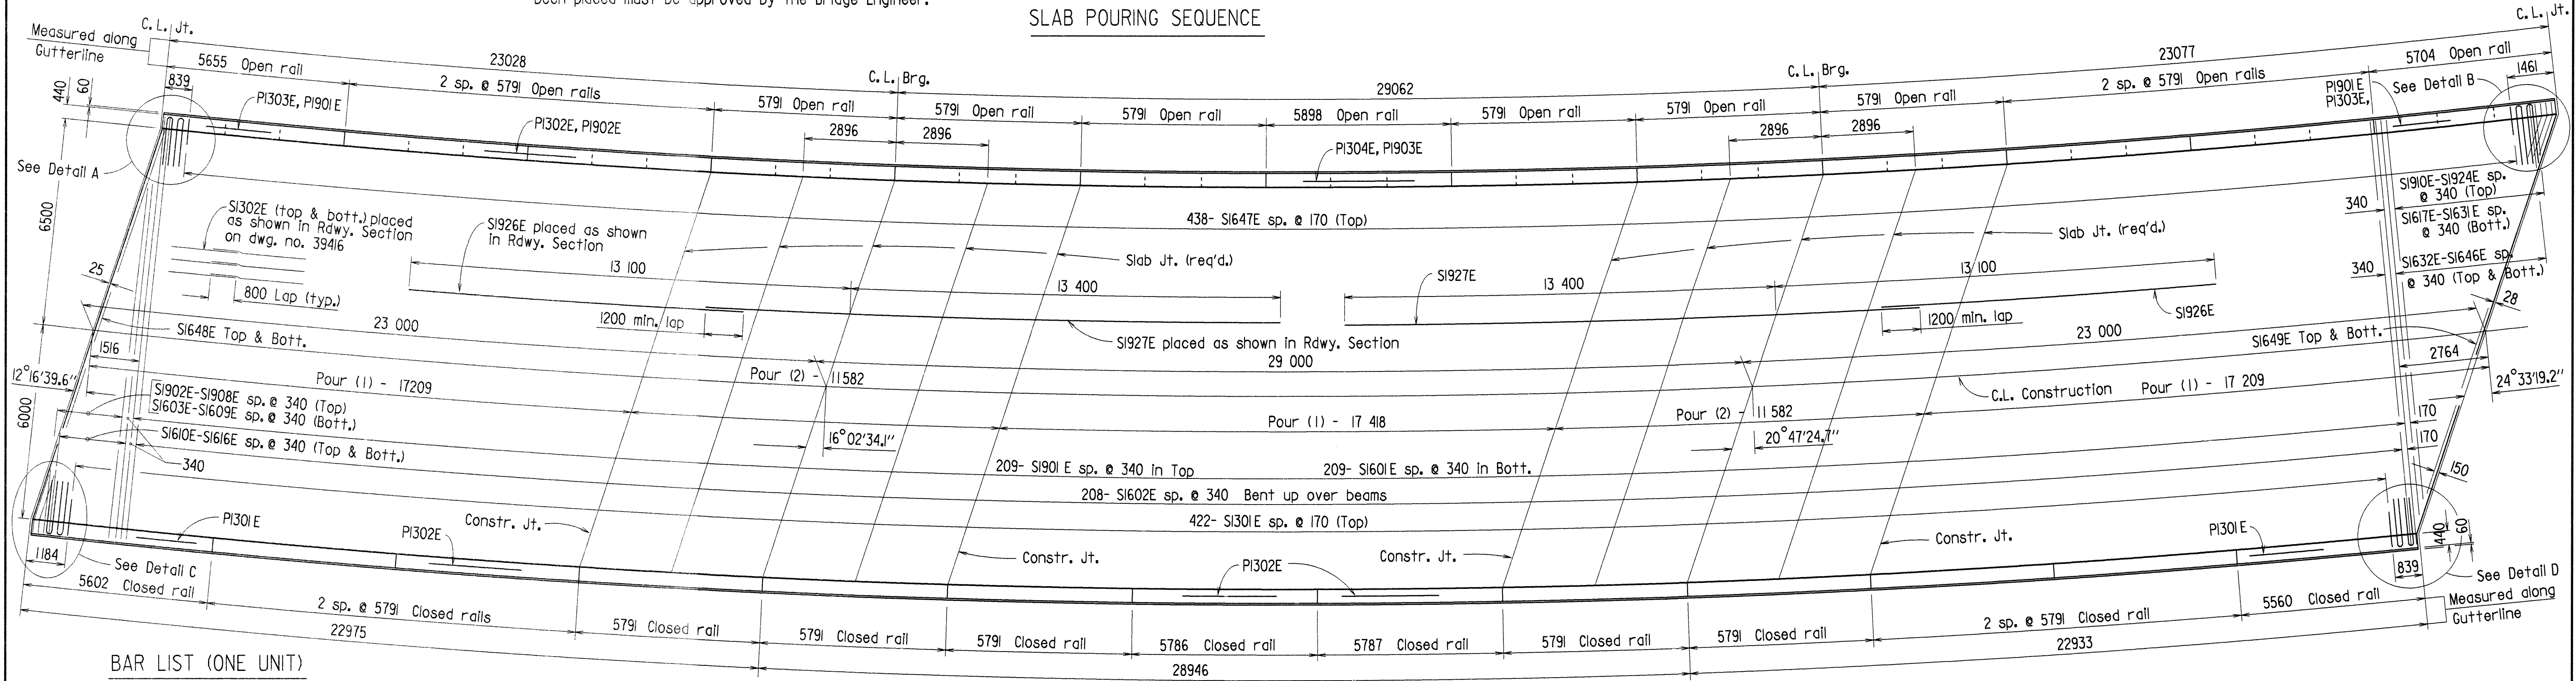 been placed must be approved by the Bridge Engineer.
SLAB POURING SEQUENCE
C.L. Jt.
C.L. Jt.
Measured along
Gutterline
23028
29062
23077
5655 Open rail
2 sp. @ 5791 Open rails
5791 Open rail
C.L. Brg.
5791 Open rail
5791 Open rail
5898 Open rail
5791 Open rail
5791 Open rail
C.L. Brg.
5791 Open rail
2 sp. @ 5791 Open rails
5704 Open rail
440
60
839
P1303E, P1901E
P1302E, P1902E
2896
2896
P1304E, P1903E
2896
2896
P1901E
P1303E,
See Detail B
1461
See Detail A
6500
S1302E (top & bott.) placed
as shown in Rdwy. Section
on dwg. no. 39416
S1926E placed as shown
in Rdwy. Section
438- S1647E sp. @ 170 (Top)
340
S1910E-S1924E sp.
@ 340 (Top)
S1617E-S1631E sp.
@ 340 (Bott.)
Slab Jt. (req'd.)
Slab Jt. (req'd.)
25
800 Lap (typ.)
13 100
13 400
S1927E
13 400
13 100
340
S1632E-S1646E sp.
@ 340 (Top & Bott.)
28
1200 min. lap
1200 min. lap
S1926E
23 000
S1648E Top & Bott.
S1927E placed as shown in Rdwy. Section
29 000
23 000
S1649E Top & Bott.
1516
2764
12°16'39.6"
Pour (1) - 17209
Pour (2) - 11582
C.L. Construction
Pour (1) - 17 209
24°33'19.2"
S1902E-S1908E sp. @ 340 (Top)
S1603E-S1609E sp. @ 340 (Bott.)
6000
Pour (1) - 17 418
Pour (2) - 11 582
170
S1610E-S1616E sp. @ 340 (Top & Bott.)
16°02'34.1"
20°47'24.7"
170
340
209- S1901E sp. @ 340 in Top
209- S1601E sp. @ 340 in Bott.
150
208- S1602E sp. @ 340 Bent up over beams
422- S1301E sp. @ 170 (Top)
P1301E
P1302E
Constr. Jt.
Constr. Jt.
P1302E
Constr. Jt.
Constr. Jt.
P1301E
440
60
1184
See Detail C
839
See Detail D
5602 Closed rail
2 sp. @ 5791 Closed rails
5791 Closed rail
5791 Closed rail
5791 Closed rail
5786 Closed rail
5787 Closed rail
5791 Closed rail
5791 Closed rail
2 sp. @ 5791 Closed rail
5560 Closed rail
Measured along
Gutterline
22975
28946
22933
BAR LIST (ONE UNIT)